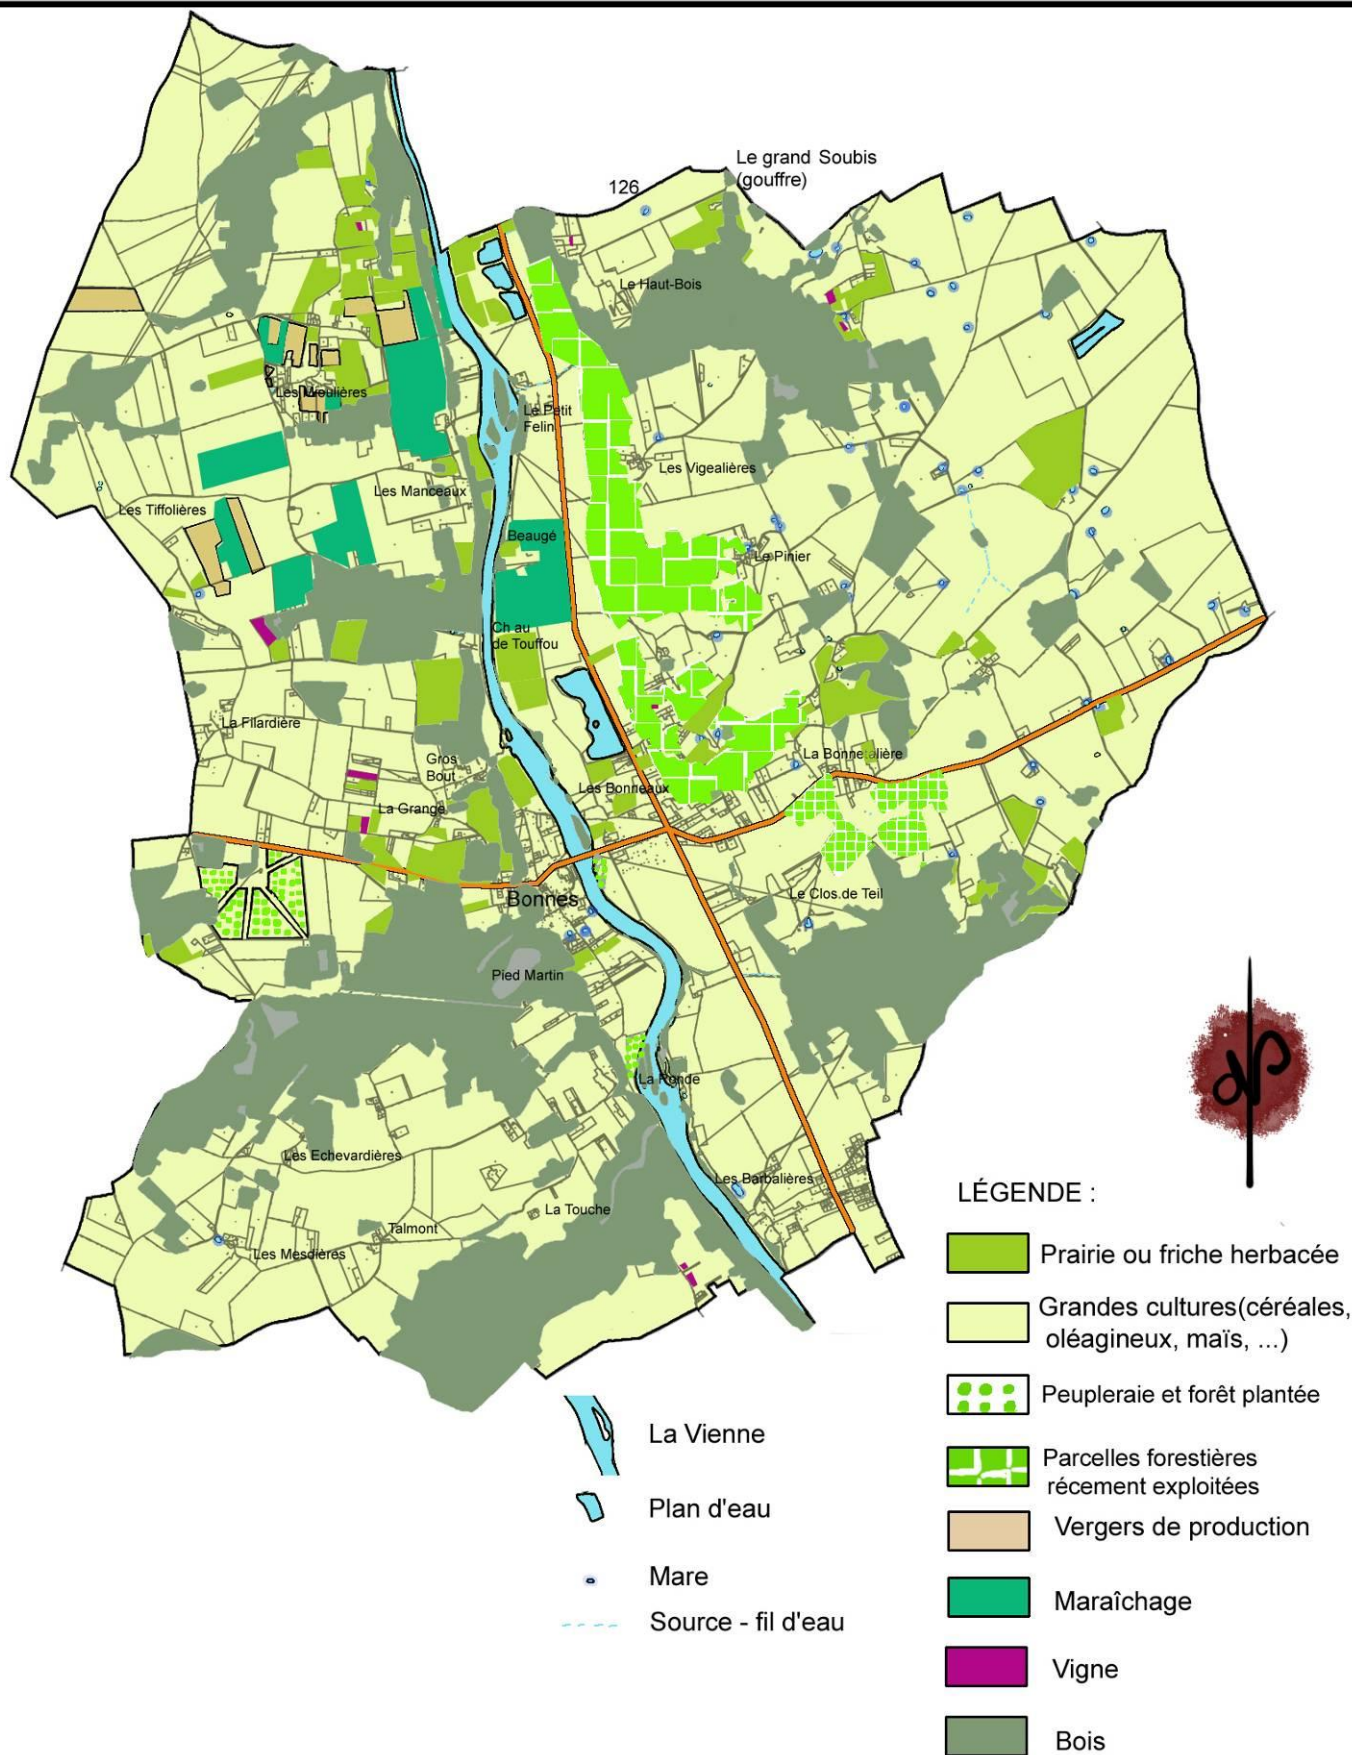 Le grand Soubis
(gouffre)
126
Le Haut-Bois
Les Moulières
Le Petit
Felin
Les Vigealières
Les Manceaux
Les Tiffolières
Beaugé
Le Pinier
Ch au
de Touffou
La Filardière
Gros
Bout
La Bonnetalière
Les Bonneaux
La Grange
Bonnes
Le Clos.de Teil
Pied Martin
La Ronde
Les Echevardières
Les Barbalières
La Touche
Talmont
Les Mesdières
LÉGENDE :
Prairie ou friche herbacée
Grandes cultures(céréales,
oléagineux, maïs, ...)
Peupleraie et forêt plantée
Parcelles forestières
récement exploitées
Vergers de production
Maraîchage
Vigne
Bois
La Vienne
Plan d'eau
Mare
Source - fil d'eau